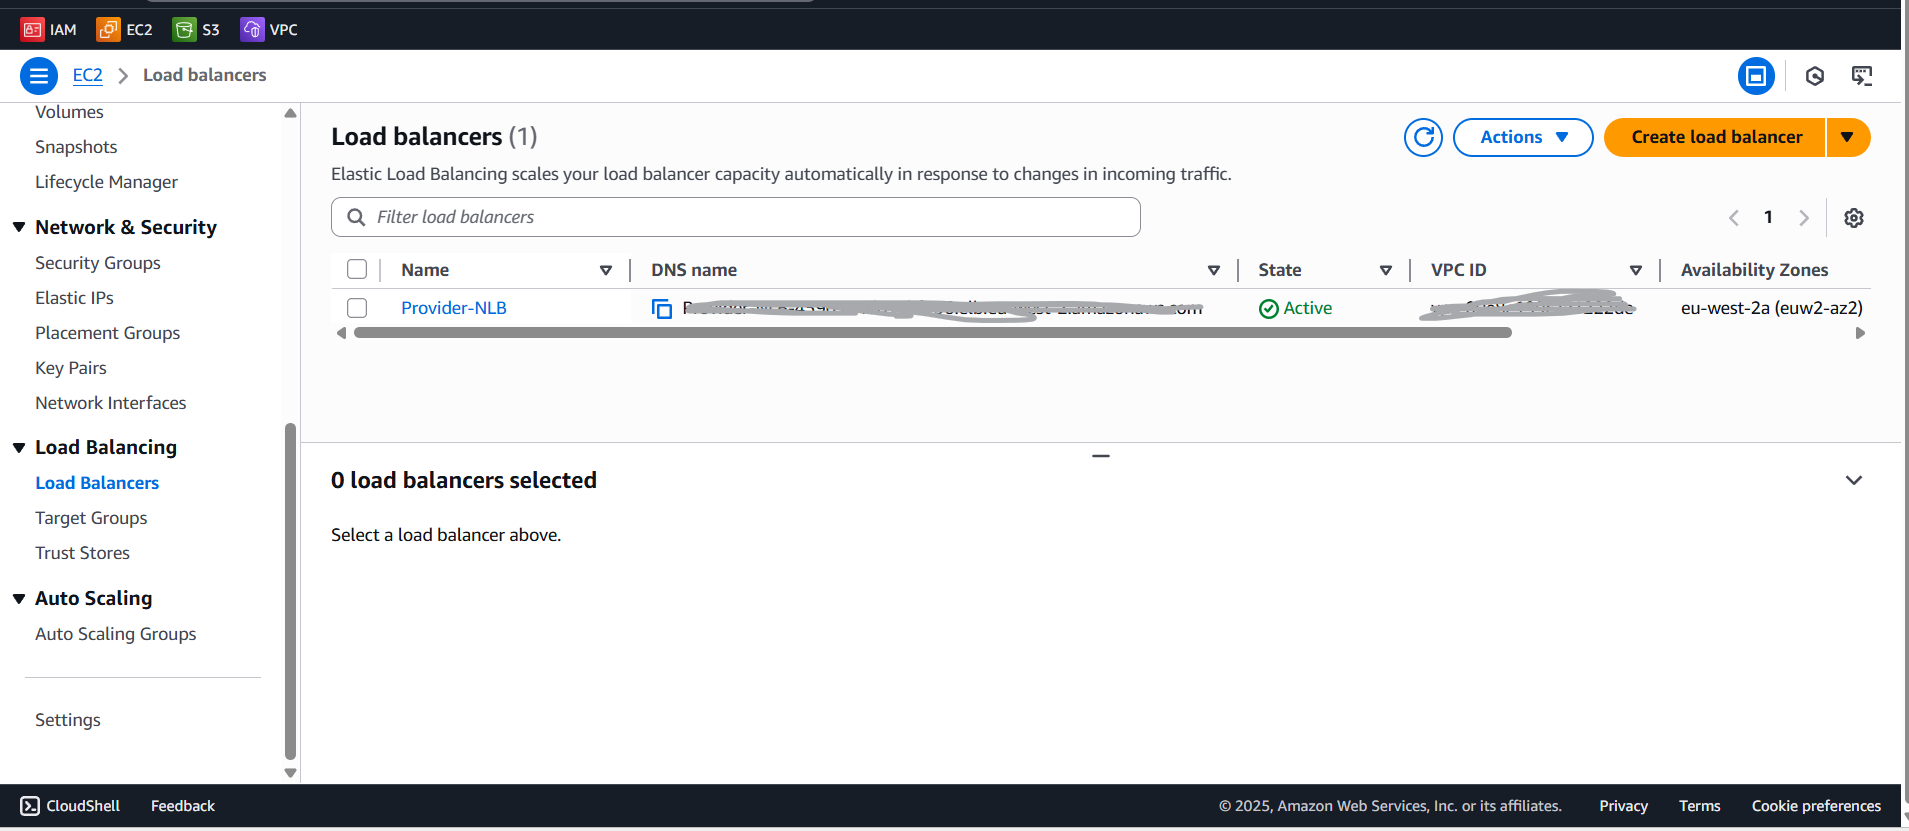 IAM EC2 S3 VPC
EC2 Load balancers
Volumes
Snapshots
Lifecycle Manager
Network & Security
Security Groups
Elastic IPs
Placement Groups
Key Pairs
Network Interfaces
Load Balancing
Load Balancers
Target Groups
Trust Stores
Auto Scaling
Auto Scaling Groups
Settings
Load balancers (1)
Actions
Create load balancer
Elastic Load Balancing scales your load balancer capacity automatically in response to changes in incoming traffic.
Filter load balancers
1
Name DNS name State VPC ID Availability Zones
Provider-NLB Active eu-west-2a (euw2-az2)
0 load balancers selected
Select a load balancer above.
CloudShell Feedback © 2025, Amazon Web Services, Inc. or its affiliates. Privacy Terms Cookie preferences